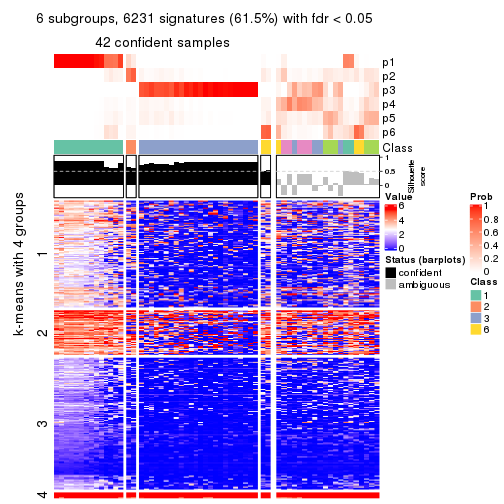 6 subgroups, 6231 signatures (61.5%) with fdr < 0.05
42 confident samples
p1
p2
p3
p4
p5
p6
Class
1
0.5
0
Silhouette
score
k-means with 4 groups
1
2
3
4
Value
6
4
2
0
Status (barplots)
confident
ambiguous
Prob
1
0.8
0.6
0.4
0.2
0
Class
1
2
3
6